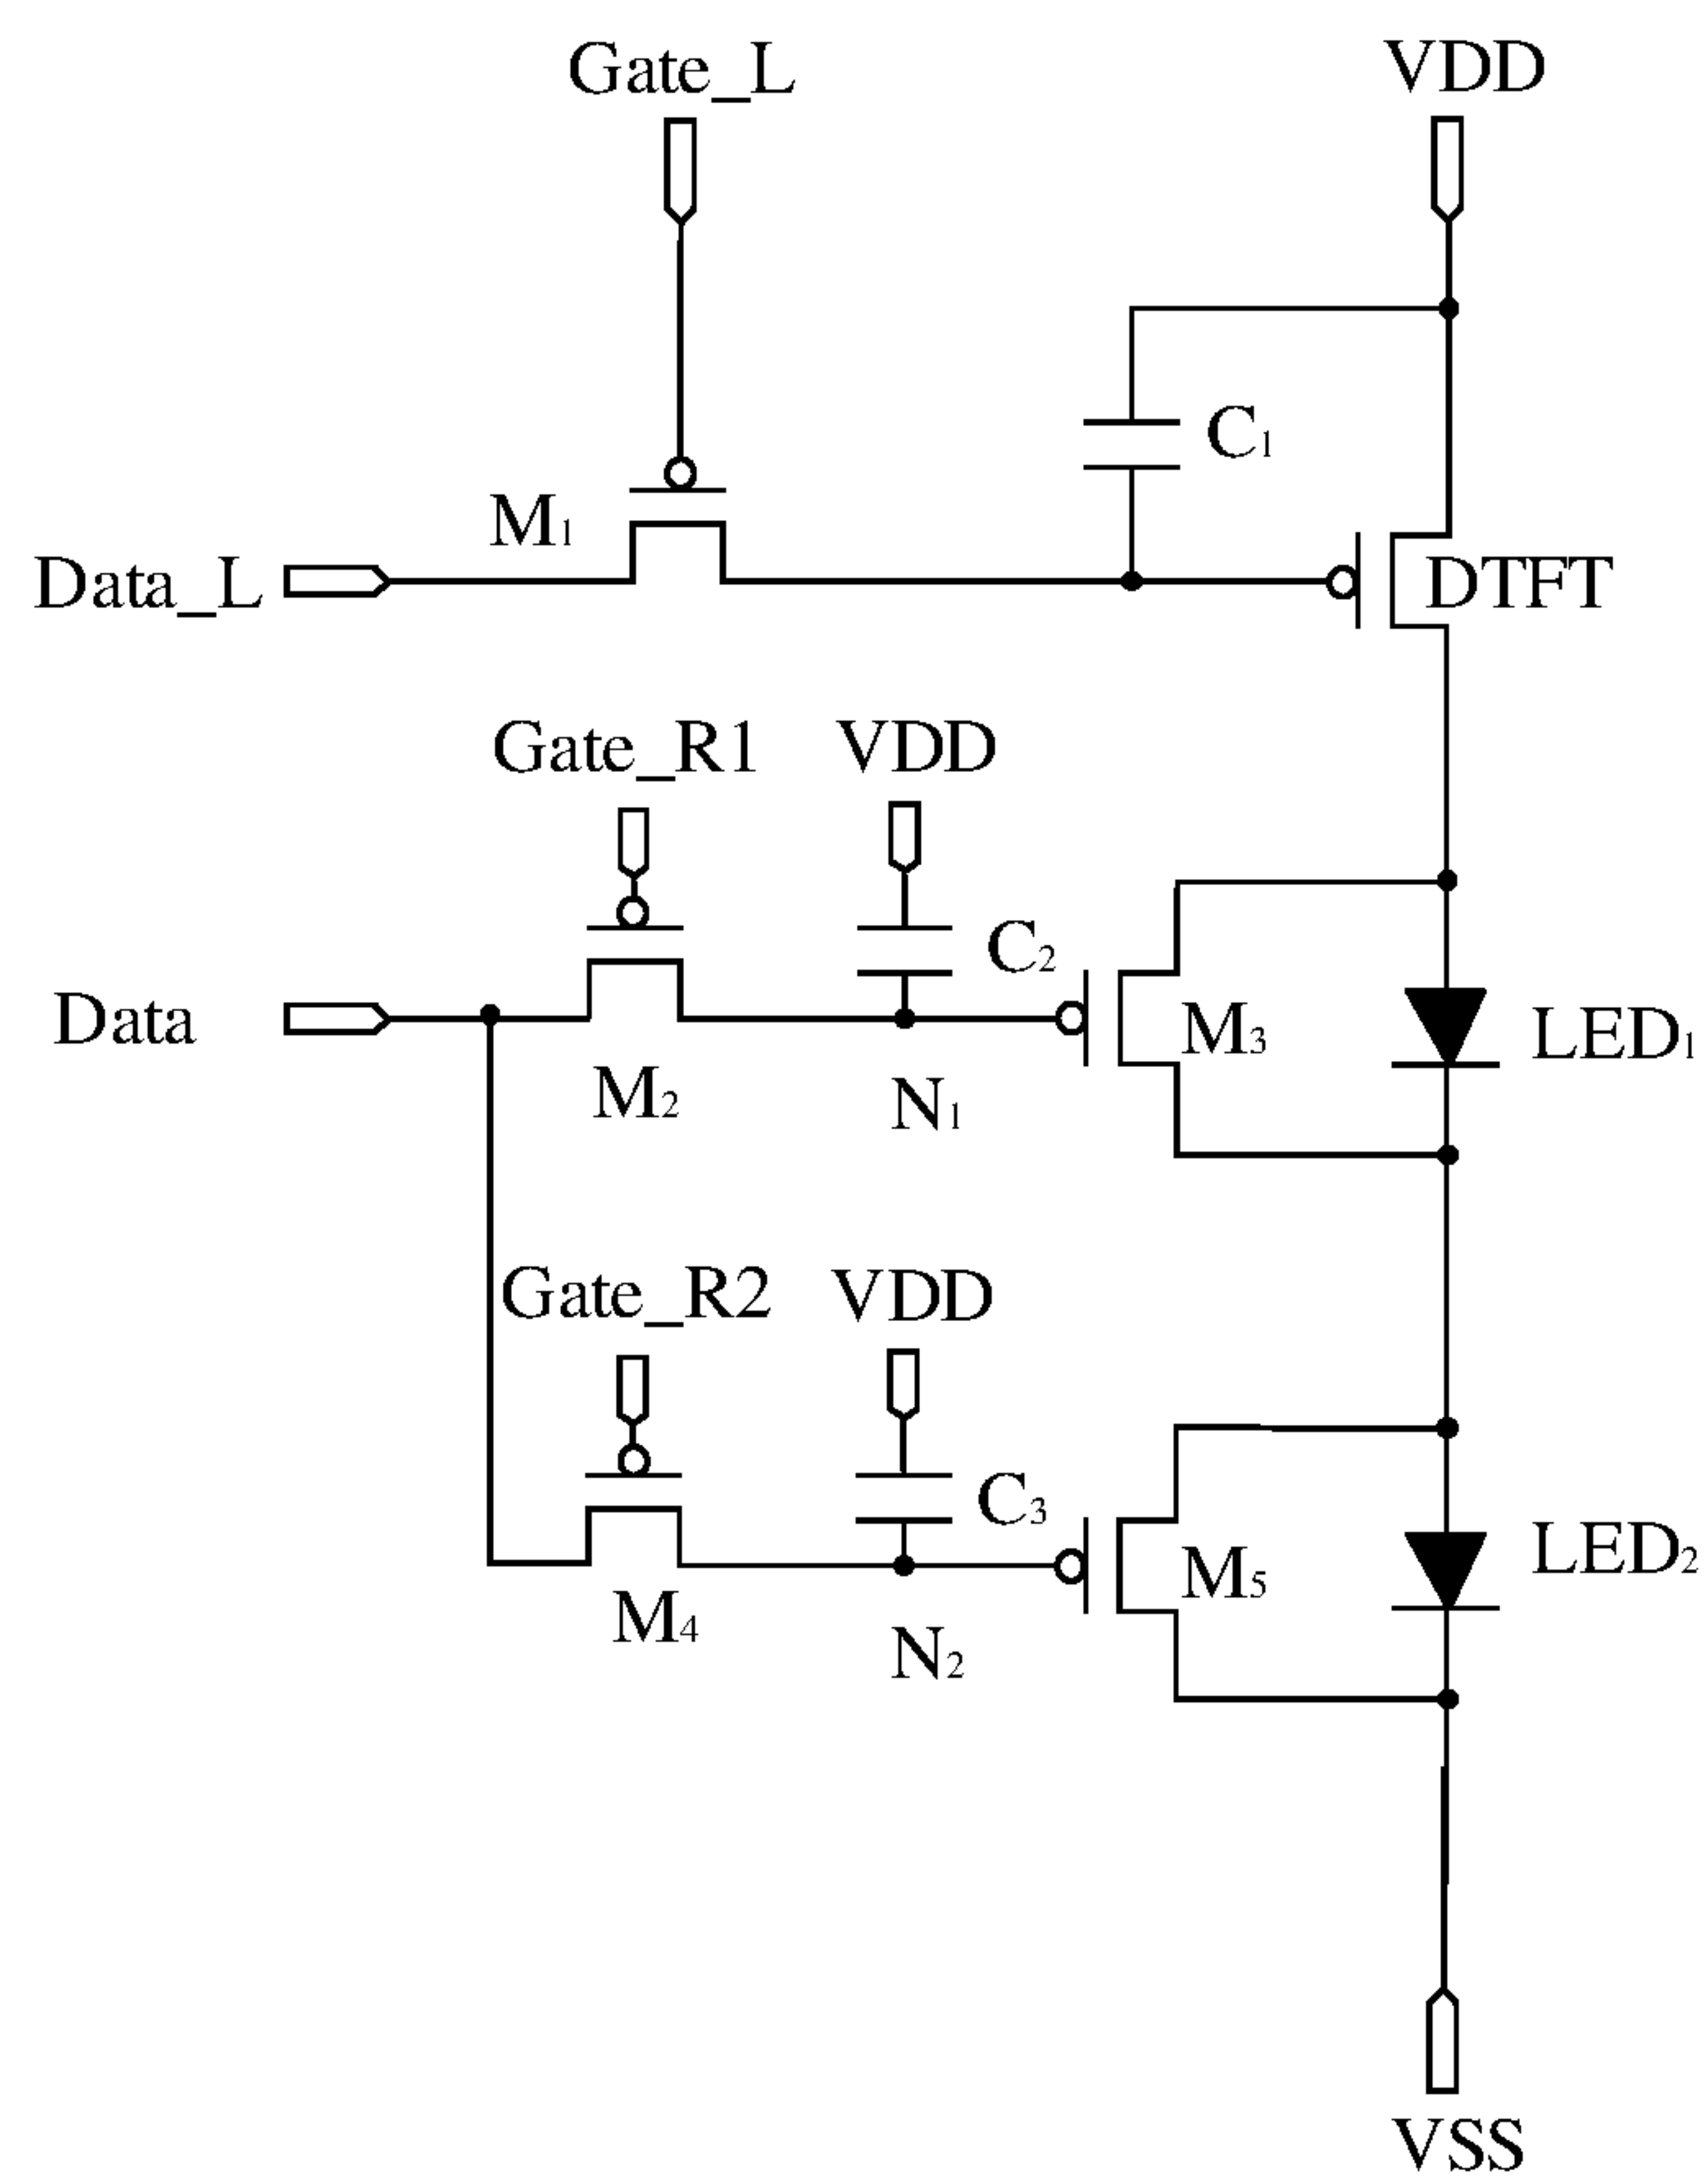 Gate_L
VDD
C1
M1
Data_L
DTFT
Gate_R1
VDD
C2
Data
M3
LED1
M2
N1
Gate_R2
VDD
C3
LED2
M5
M4
N2
VSS